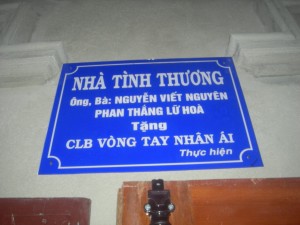 NHÀ TÌNH THƯƠNG
Ông, Bà: NGUYỄN VIẾT NGUYÊN
PHAN THẮNG LỮ HOÀ
Tặng
CLB VÒNG TAY NHÂN ÁI
Thực hiện